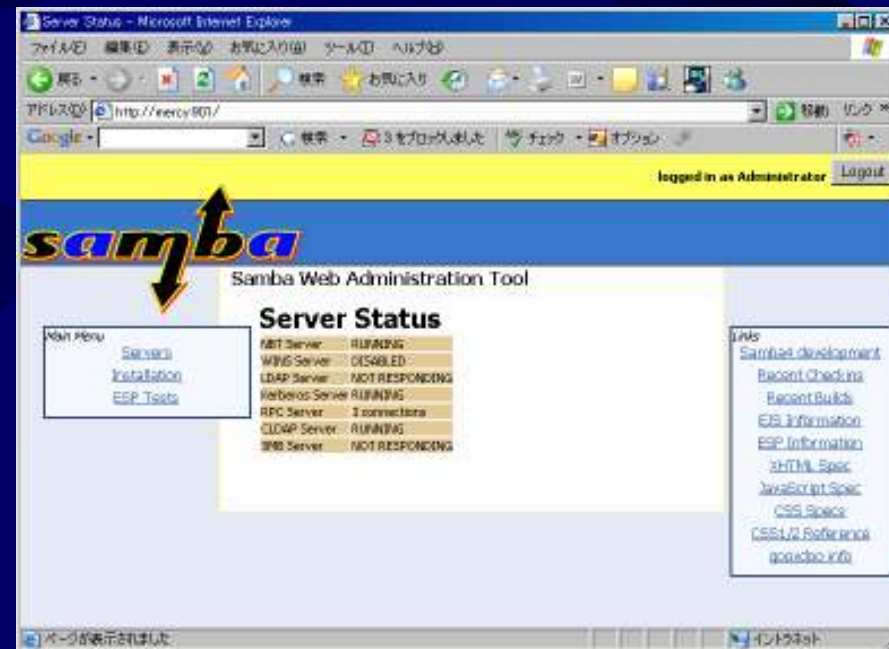 Server Status - Microsoft Internet Explorer
ファイル(F) 編集(E) 表示(V) お気に入り(A) ツール(T) ヘルプ(H)
戻る 検索 お気に入り
アドレス(D) http://mercy:901/ 移動 リンク »
Google 検索 3 をブロックしました チェック オプション
logged in as Administrator Logout
samba
Samba Web Administration Tool
Server Status
NBT Server RUNNING
WINS Server DISABLED
LDAP Server NOT RESPONDING
Kerberos Server RUNNING
RPC Server 3 connections
CLDAP Server RUNNING
SMB Server NOT RESPONDING
Main Menu
Servers
Installation
ESP Tests
Links
Samba4 development
Recent Checkins
Recent Builds
EJS Information
ESP Information
XHTML Spec
JavaScript Spec
CSS Specs
CSS1/2 Reference
ページが表示されました
イントラネット